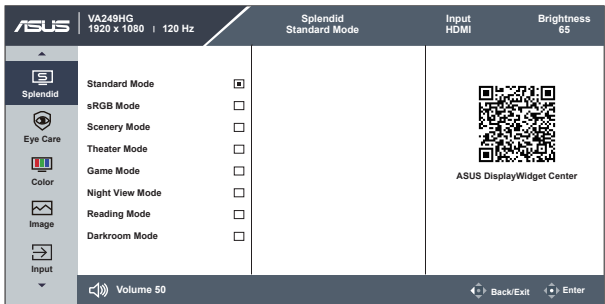 ASUS
VA249HG
1920 x 1080 | 120 Hz
Splendid
Standard Mode
Input
HDMI
Brightness
65
Splendid
Eye Care
Color
Image
Input
Standard Mode
sRGB Mode
Scenery Mode
Theater Mode
Game Mode
Night View Mode
Reading Mode
Darkroom Mode
ASUS DisplayWidget Center
Volume 50
Back/Exit
Enter